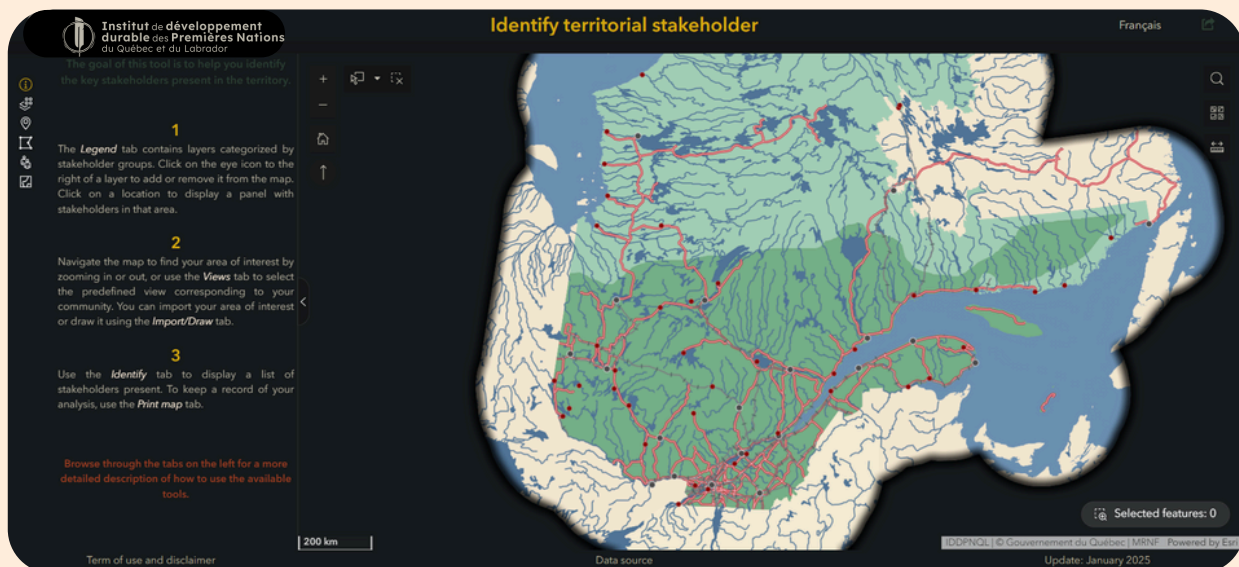 Institut de développement
durable des Premières Nations
du Québec et du Labrador
Identify territorial stakeholder
Français
The goal of this tool is to help you identify
the key stakeholders present in the territory.
1
The Legend tab contains layers categorized by
stakeholder groups. Click on the eye icon to the
right of a layer to add or remove it from the map.
Click on a location to display a panel with
stakeholders in that area.
2
Navigate the map to find your area of interest by
zooming in or out, or use the Views tab to select
the predefined view corresponding to your
community. You can import your area of interest
or draw it using the Import/Draw tab.
3
Use the Identify tab to display a list of
stakeholders present. To keep a record of your
analysis, use the Print map tab.
Browse through the tabs on the left for a more
detailed description of how to use the available
tools.
200 km
Selected features: 0
IDDPNQL | © Gouvernement du Québec | MRNF Powered by Esri
Term of use and disclaimer
Data source
Update: January 2025